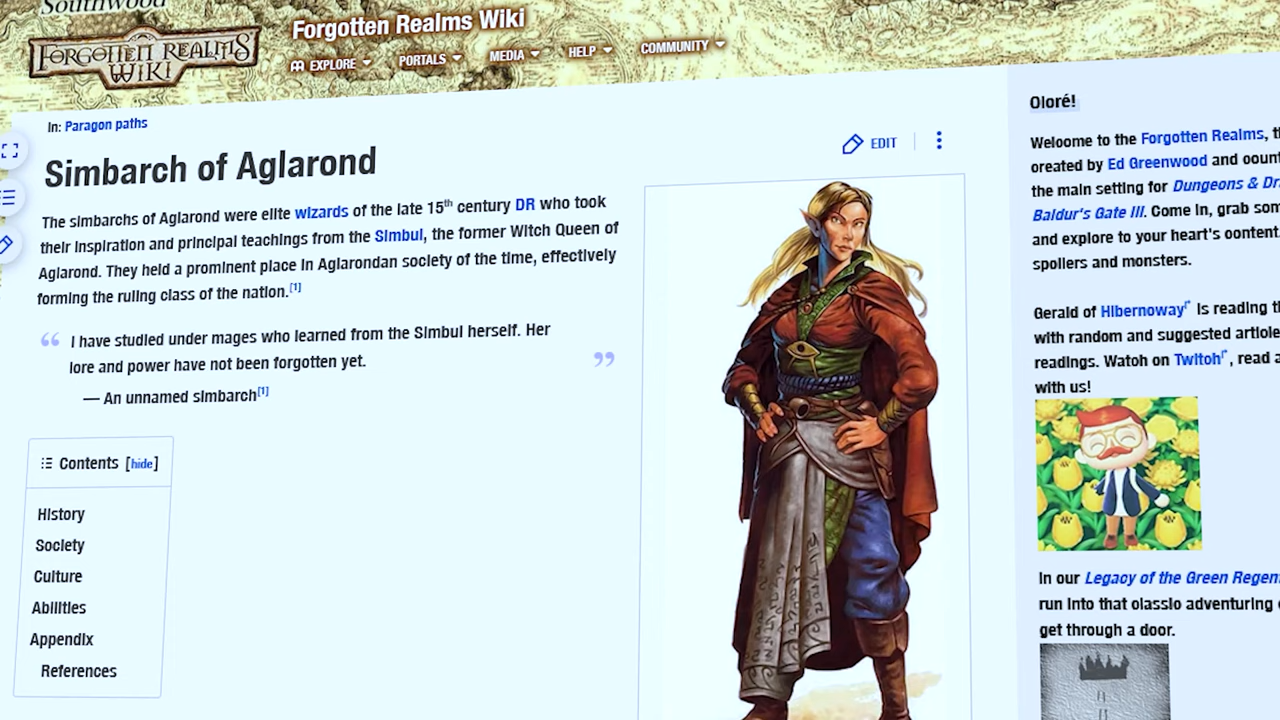 Southwood
FORGOTTEN REALMS
WIKI
Forgotten Realms Wiki
EXPLORE PORTALS MEDIA HELP COMMUNITY
In: Paragon paths
Simbarch of Aglarond
EDIT
The simbarchs of Aglarond were elite wizards of the late 15th century DR who took
their inspiration and principal teachings from the Simbul, the former Witch Queen of
Aglarond. They held a prominent place in Aglarondan society of the time, effectively
forming the ruling class of the nation.[1]
“ I have studied under mages who learned from the Simbul herself. Her
lore and power have not been forgotten yet. ”
— An unnamed simbarch[1]
Contents [hide]
History
Society
Culture
Abilities
Appendix
References
Oloré!
Welcome to the Forgotten Realms, th
created by Ed Greenwood and count
the main setting for Dungeons & Dr
Baldur's Gate III. Come in, grab som
and explore to your heart's content.
spoilers and monsters.
Gerald of Hibernoway is reading t
with random and suggested article
readings. Watch on Twitch, read a
with us!
In our Legacy of the Green Regen
run into that classic adventuring
get through a door.